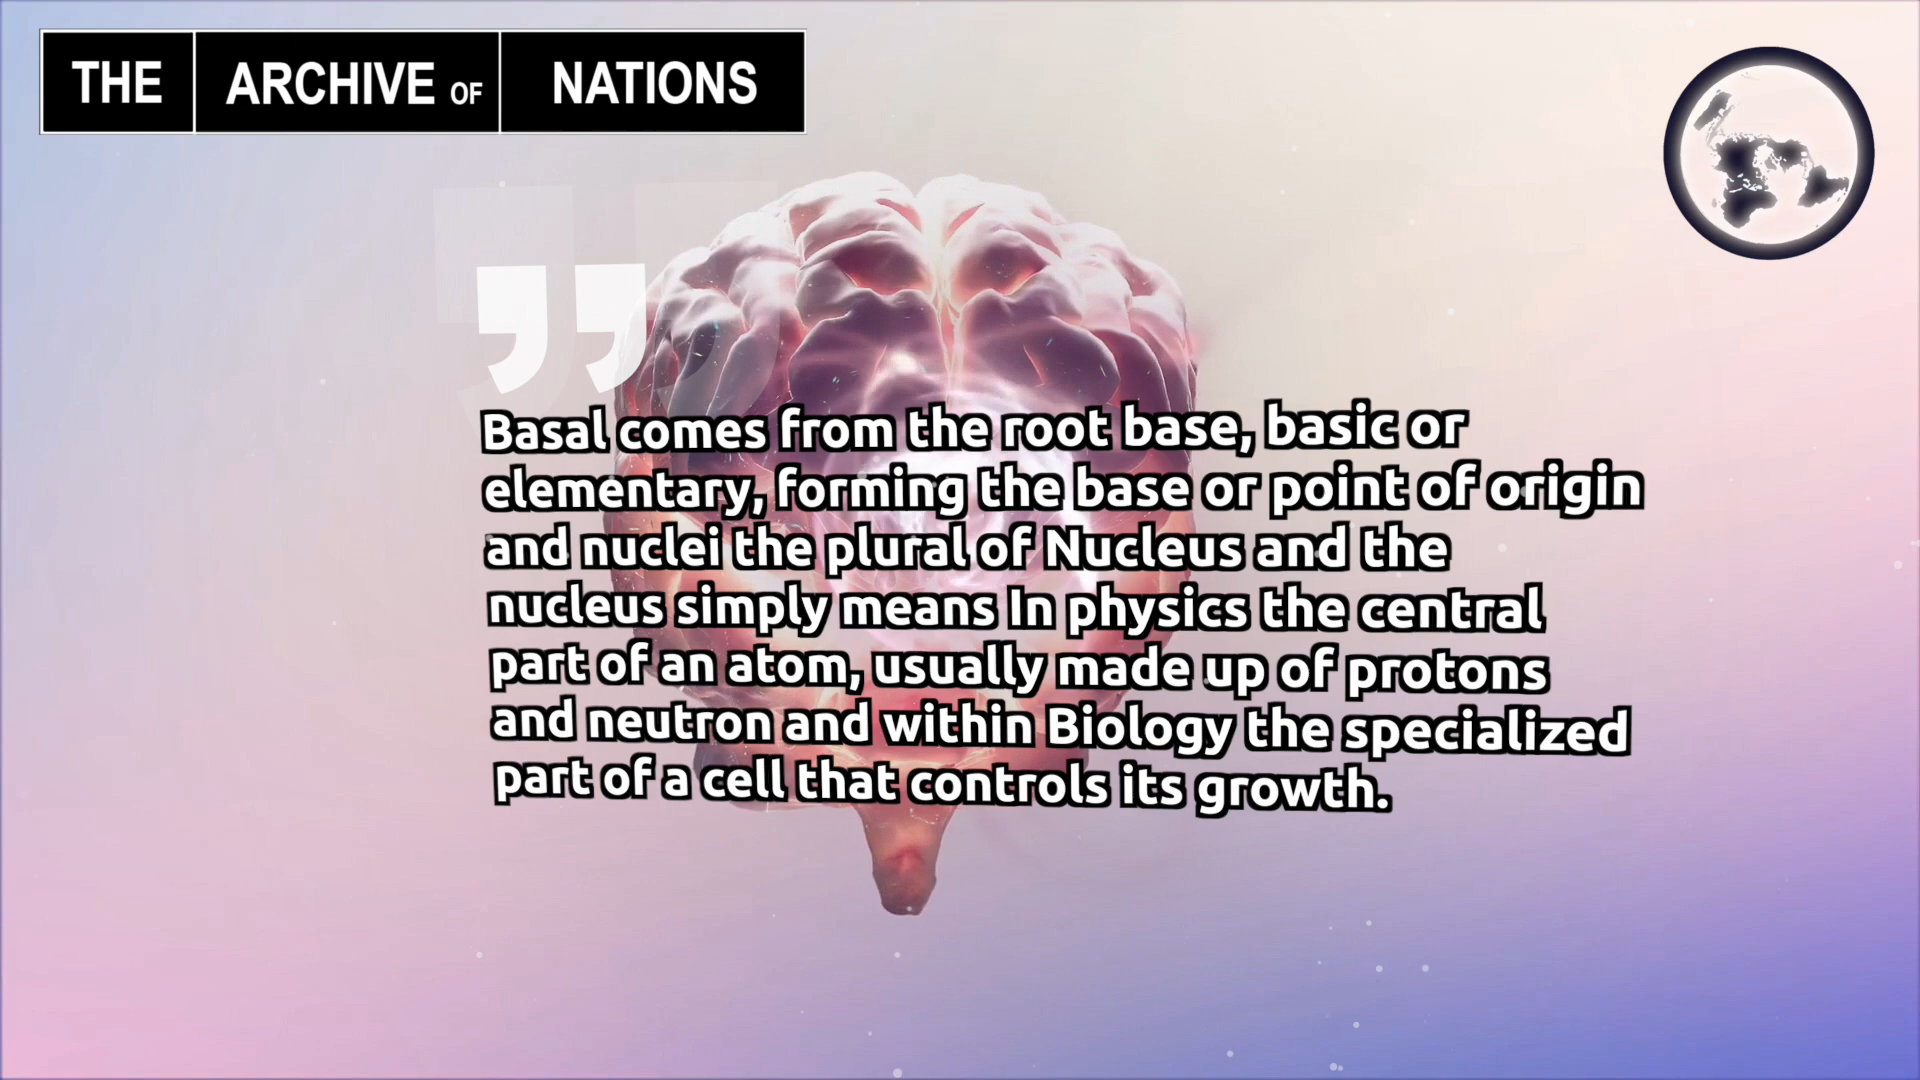 THE ARCHIVE OF NATIONS
Basal comes from the root base, basic or
elementary, forming the base or point of origin
and nuclei the plural of Nucleus and the
nucleus simply means In physics the central
part of an atom, usually made up of protons
and neutron and within Biology the specialized
part of a cell that controls its growth.